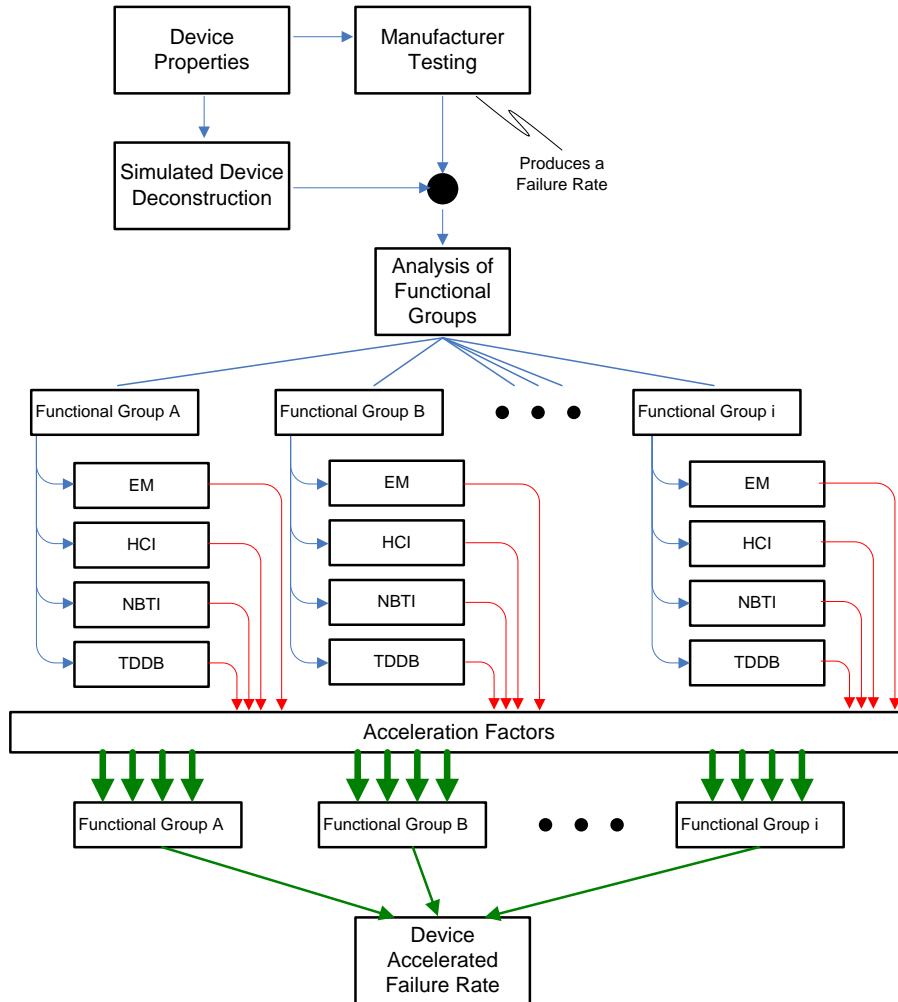 Device
Properties
Manufacturer
Testing
Produces a
Failure Rate
Simulated Device
Deconstruction
Analysis of
Functional
Groups
Functional Group A
Functional Group B
Functional Group i
EM
HCI
NBTI
TDDB
EM
HCI
NBTI
TDDB
EM
HCI
NBTI
TDDB
Acceleration Factors
Functional Group A
Functional Group B
Functional Group i
Device
Accelerated
Failure Rate